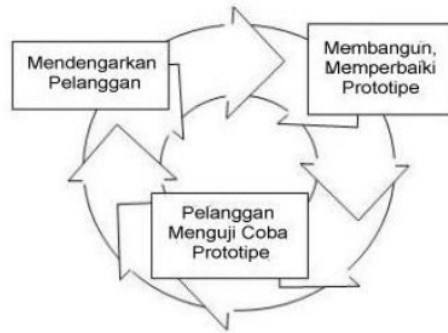 Mendengarkan
Pelanggan
Membangun,
Memperbaiki
Prototipe
Pelanggan
Menguji Coba
Prototipe